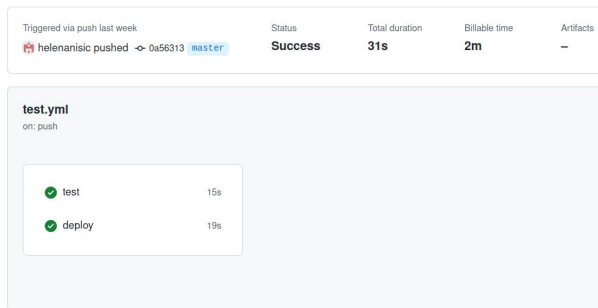 Triggered via push last week
helenanisic pushed 0a56313 master
Status
Success
Total duration
31s
Billable time
2m
Artifacts
–
test.yml
on: push
test 15s
deploy 19s